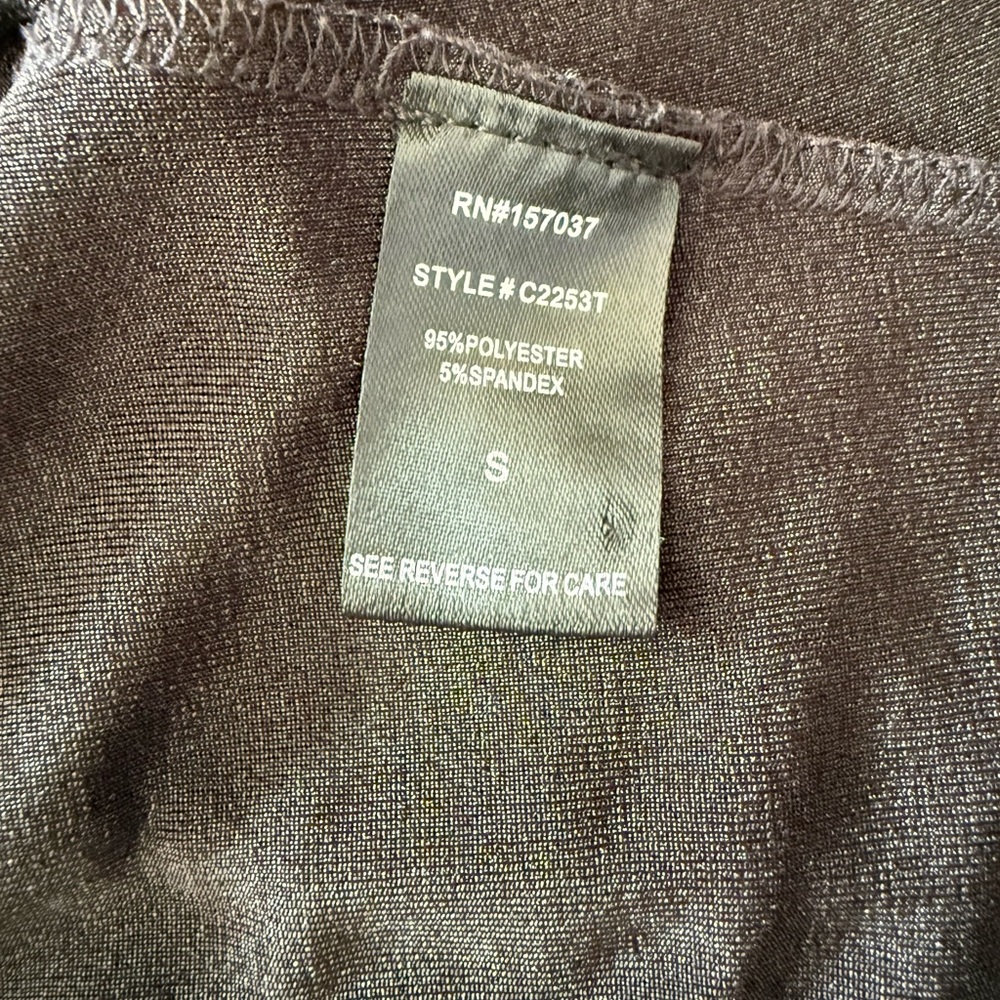 RN#157037
STYLE # C2253T
95%POLYESTER
5%SPANDEX
S
SEE REVERSE FOR CARE